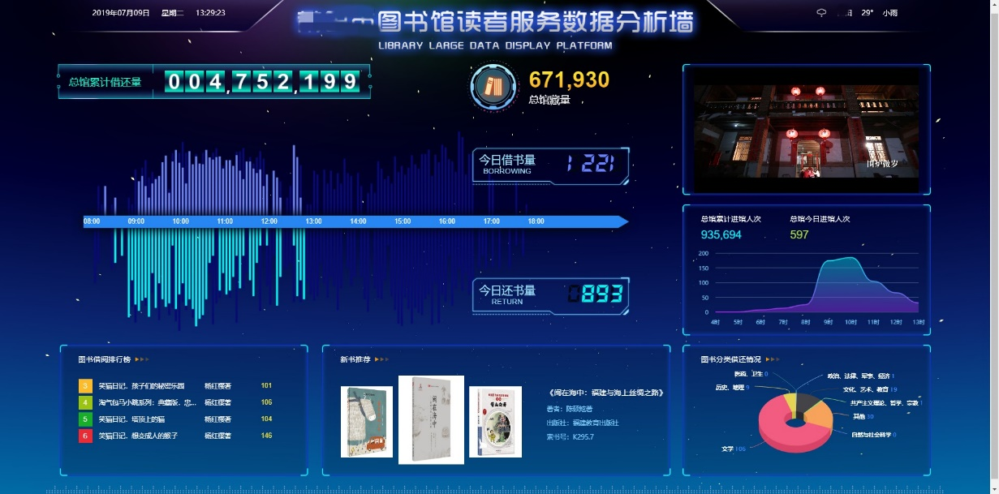 2019年07月09日 星期二 13:29:23
图书馆读者服务数据分析墙
29° 小雨
LIBRARY LARGE DATA DISPLAY PLATFORM
总馆累计借还量 004,752,199
671,930
总馆藏量
今日借书量 1221
BORROWING
08:00 09:00 10:00 11:00 12:00 13:00 14:00 15:00 16:00 17:00 18:00
今日还书量 893
RETURN
总馆累计进馆人次 总馆今日进馆人次
935,694 597
200
150
100
50
0
4时 5时 6时 7时 8时 9时 10时 11时 12时 13时
图书借阅排行榜
3 笑猫日记。孩子们的秘密乐园 杨红樱著 101
4 淘气包马小跳系列：典藏版。忠... 杨红樱著 106
5 笑猫日记。塔顶上的猫 杨红樱著 104
6 笑猫日记。想变成人的猴子 杨红樱著 146
新书推荐
闽在海中
《闽在海中：福建与海上丝绸之路》
著者：陈硕炫著
出版社：福建教育出版社
索书号：K295.7
图书分类借还情况
医药、卫生 0
政治、法律、军事、经济 1
历史、地理 9
文化、艺术、教育 19
共产主义理论、哲学、宗教 1
其他 30
自然与社会科学 0
文学 106